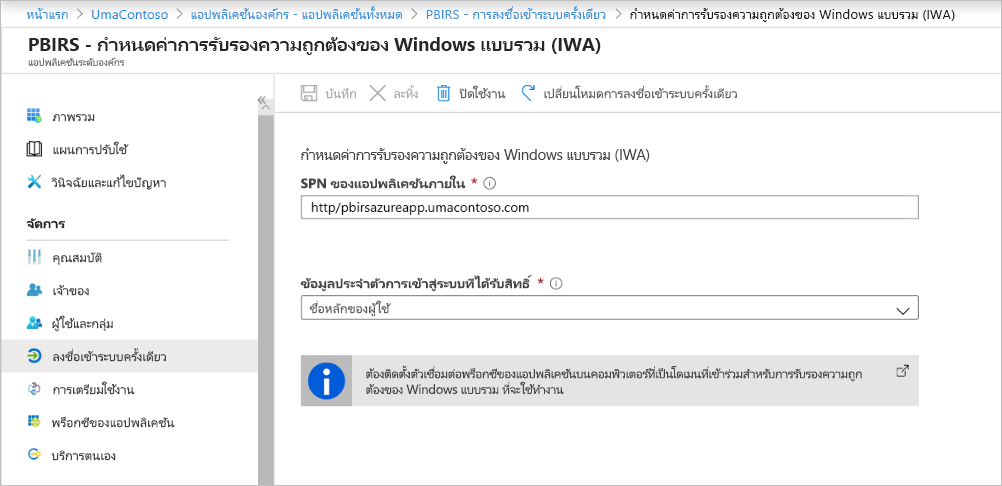 หน้าแรก > UmaContoso > แอปพลิเคชันองค์กร - แอปพลิเคชันทั้งหมด > PBIRS - การลงชื่อเข้าระบบครั้งเดียว > กำหนดค่าการรับรองความถูกต้องของ Windows แบบรวม (IWA)
PBIRS - กำหนดค่าการรับรองความถูกต้องของ Windows แบบรวม (IWA)
แอปพลิเคชันระดับองค์กร
ภาพรวม
แผนการปรับใช้
วินิจฉัยและแก้ไขปัญหา
จัดการ
คุณสมบัติ
เจ้าของ
ผู้ใช้และกลุ่ม
ลงชื่อเข้าระบบครั้งเดียว
การเตรียมใช้งาน
พร็อกซีของแอปพลิเคชัน
บริการตนเอง
บันทึก ละทิ้ง ปิดใช้งาน เปลี่ยนโหมดการลงชื่อเข้าระบบครั้งเดียว
กำหนดค่าการรับรองความถูกต้องของ Windows แบบรวม (IWA)
SPN ของแอปพลิเคชันภายใน *
http/pbirsazureapp.umacontoso.com
ข้อมูลประจำตัวการเข้าสู่ระบบที่ได้รับสิทธิ์ *
ชื่อหลักของผู้ใช้
ต้องติดตั้งตัวเชื่อมต่อพร็อกซีของแอปพลิเคชันบนคอมพิวเตอร์ที่เป็นโดเมนที่เข้าร่วมสำหรับการรับรองความถูก
ต้องของ Windows แบบรวม ที่จะใช้ทำงาน